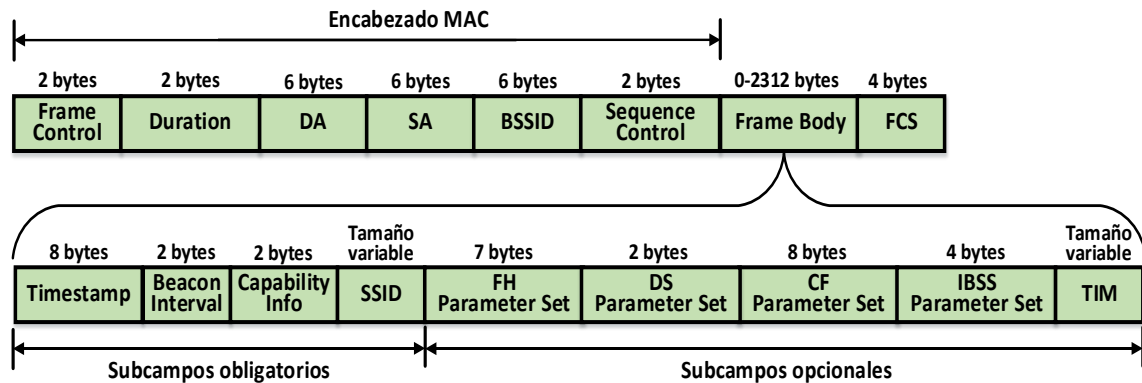 Encabezado MAC
2 bytes 2 bytes 6 bytes 6 bytes 6 bytes 2 bytes 0-2312 bytes 4 bytes
Frame Control Duration DA SA BSSID Sequence Control Frame Body FCS
8 bytes 2 bytes 2 bytes Tamaño variable 7 bytes 2 bytes 8 bytes 4 bytes Tamaño variable
Timestamp Beacon Interval Capability Info SSID FH Parameter Set DS Parameter Set CF Parameter Set IBSS Parameter Set TIM
Subcampos obligatorios Subcampos opcionales